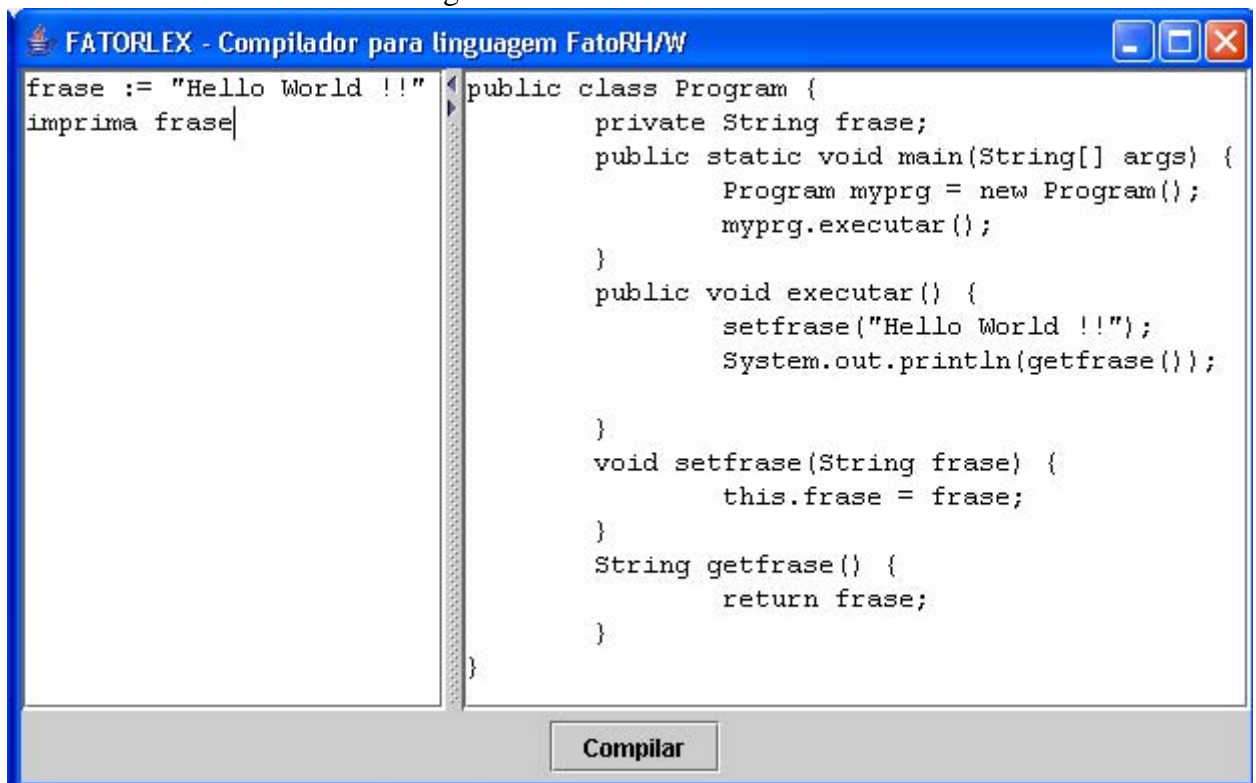 FATORLEX - Compilador para linguagem FatoRH/W
frase := "Hello World !!"
imprima frase
public class Program {
private String frase;
public static void main(String[] args) {
Program myprg = new Program();
myprg.executar();
}
public void executar() {
setfrase("Hello World !!");
System.out.println(getfrase());
}
void setfrase(String frase) {
this.frase = frase;
}
String getfrase() {
return frase;
}
}
Compilar